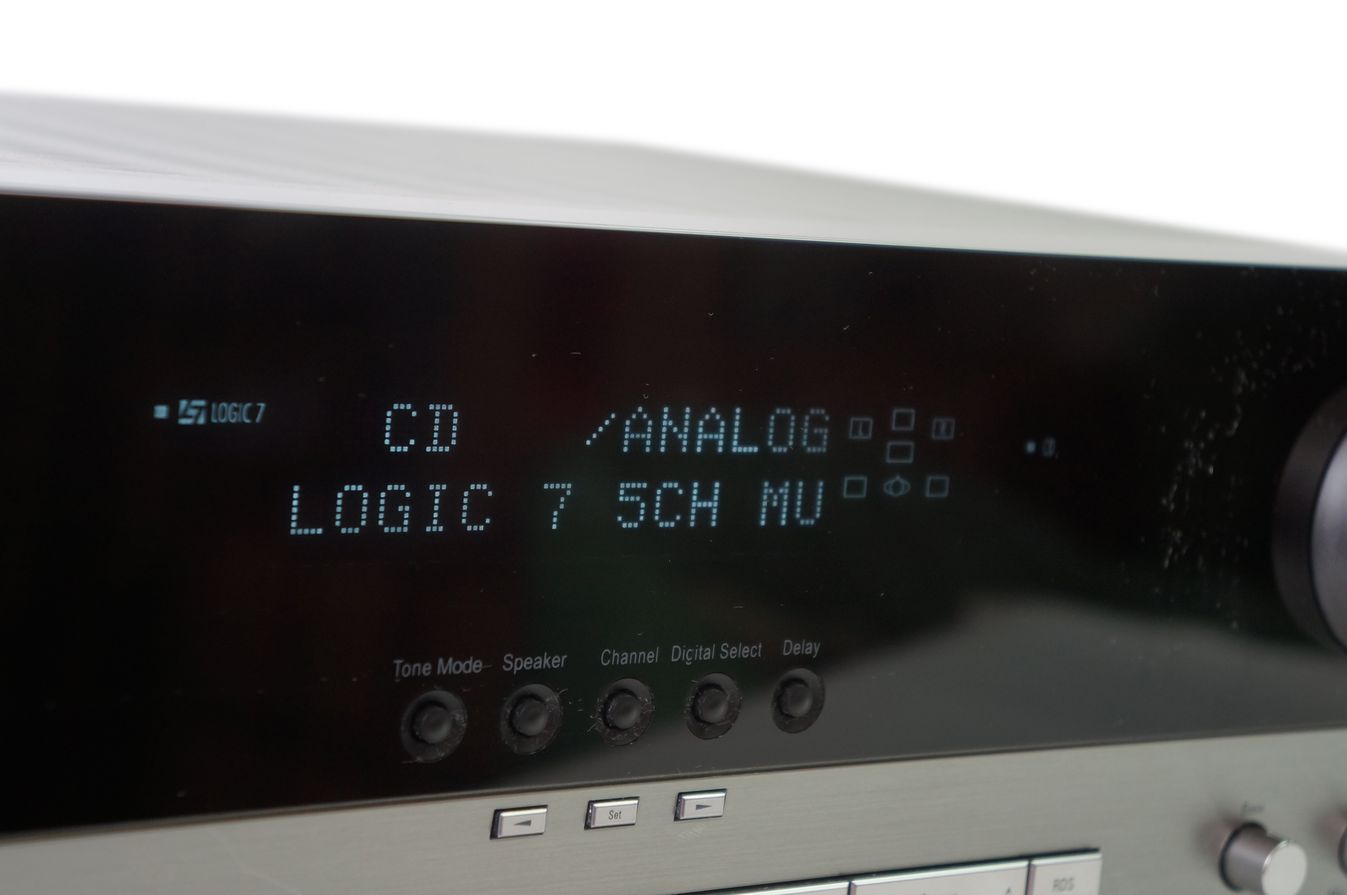 LOGIC 7
CD /ANALOG
LOGIC 7 5CH MU
Tone Mode Speaker Channel Digital Select Delay
Set
RDS